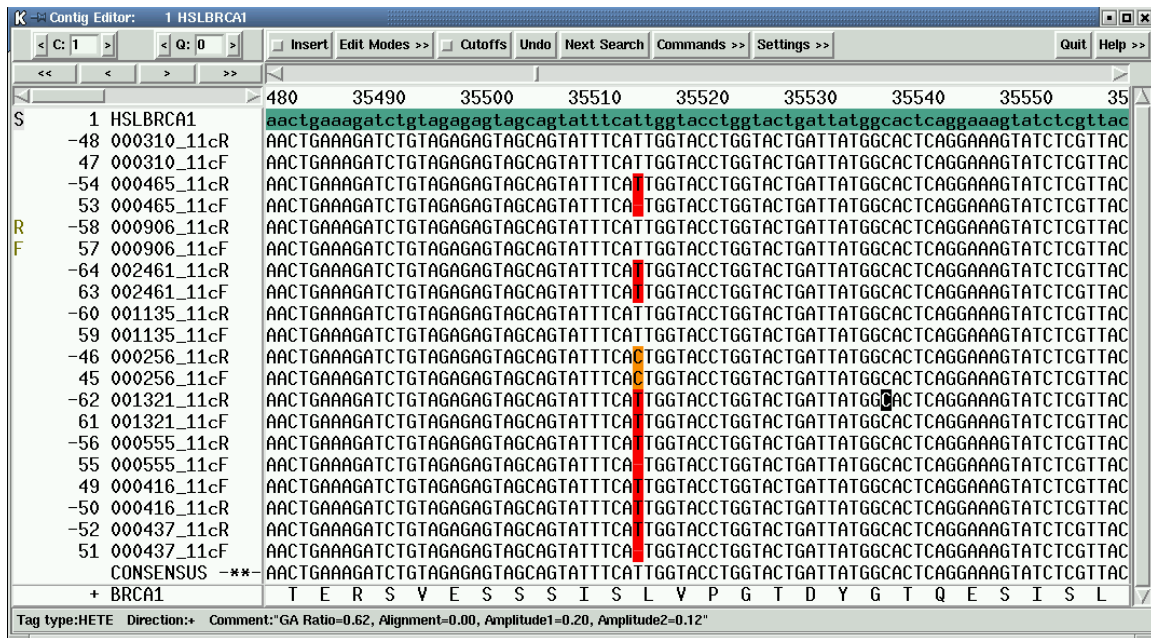 Contig Editor: 1 HSLBRCA1
< C: 1 > < Q: 0 > Insert Edit Modes >> Cutoffs Undo Next Search Commands >> Settings >> Quit Help >>
<< < > >>
480 35490 35500 35510 35520 35530 35540 35550 35
S 1 HSLBRCA1 aactgaaagatctgtagagagtagcagtatttcattggtacctggtactgattatggcactcaggaaagtatctcgttac
-48 000310_11cR AACTGAAAGATCTGTAGAGAGTAGCAGTATTTCATTGGTACCTGGTACTGATTATGGCACTCAGGAAAGTATCTCGTTAC
47 000310_11cF AACTGAAAGATCTGTAGAGAGTAGCAGTATTTCATTGGTACCTGGTACTGATTATGGCACTCAGGAAAGTATCTCGTTAC
-54 000465_11cR AACTGAAAGATCTGTAGAGAGTAGCAGTATTTCATTGGTACCTGGTACTGATTATGGCACTCAGGAAAGTATCTCGTTAC
53 000465_11cF AACTGAAAGATCTGTAGAGAGTAGCAGTATTTCA-TGGTACCTGGTACTGATTATGGCACTCAGGAAAGTATCTCGTTAC
R -58 000906_11cR AACTGAAAGATCTGTAGAGAGTAGCAGTATTTCATTGGTACCTGGTACTGATTATGGCACTCAGGAAAGTATCTCGTTAC
F 57 000906_11cF AACTGAAAGATCTGTAGAGAGTAGCAGTATTTCATTGGTACCTGGTACTGATTATGGCACTCAGGAAAGTATCTCGTTAC
-64 002461_11cR AACTGAAAGATCTGTAGAGAGTAGCAGTATTTCATTGGTACCTGGTACTGATTATGGCACTCAGGAAAGTATCTCGTTAC
63 002461_11cF AACTGAAAGATCTGTAGAGAGTAGCAGTATTTCATTGGTACCTGGTACTGATTATGGCACTCAGGAAAGTATCTCGTTAC
-60 001135_11cR AACTGAAAGATCTGTAGAGAGTAGCAGTATTTCATTGGTACCTGGTACTGATTATGGCACTCAGGAAAGTATCTCGTTAC
59 001135_11cF AACTGAAAGATCTGTAGAGAGTAGCAGTATTTCATTGGTACCTGGTACTGATTATGGCACTCAGGAAAGTATCTCGTTAC
-46 000256_11cR AACTGAAAGATCTGTAGAGAGTAGCAGTATTTCACTGGTACCTGGTACTGATTATGGCACTCAGGAAAGTATCTCGTTAC
45 000256_11cF AACTGAAAGATCTGTAGAGAGTAGCAGTATTTCACTGGTACCTGGTACTGATTATGGCACTCAGGAAAGTATCTCGTTAC
-62 001321_11cR AACTGAAAGATCTGTAGAGAGTAGCAGTATTTCATTGGTACCTGGTACTGATTATGGCACTCAGGAAAGTATCTCGTTAC
61 001321_11cF AACTGAAAGATCTGTAGAGAGTAGCAGTATTTCATTGGTACCTGGTACTGATTATGGCACTCAGGAAAGTATCTCGTTAC
-56 000555_11cR AACTGAAAGATCTGTAGAGAGTAGCAGTATTTCATTGGTACCTGGTACTGATTATGGCACTCAGGAAAGTATCTCGTTAC
55 000555_11cF AACTGAAAGATCTGTAGAGAGTAGCAGTATTTCA-TGGTACCTGGTACTGATTATGGCACTCAGGAAAGTATCTCGTTAC
49 000416_11cF AACTGAAAGATCTGTAGAGAGTAGCAGTATTTCATTGGTACCTGGTACTGATTATGGCACTCAGGAAAGTATCTCGTTAC
-50 000416_11cR AACTGAAAGATCTGTAGAGAGTAGCAGTATTTCATTGGTACCTGGTACTGATTATGGCACTCAGGAAAGTATCTCGTTAC
-52 000437_11cR AACTGAAAGATCTGTAGAGAGTAGCAGTATTTCATTGGTACCTGGTACTGATTATGGCACTCAGGAAAGTATCTCGTTAC
51 000437_11cF AACTGAAAGATCTGTAGAGAGTAGCAGTATTTCA-TGGTACCTGGTACTGATTATGGCACTCAGGAAAGTATCTCGTTAC
CONSENSUS -**- AACTGAAAGATCTGTAGAGAGTAGCAGTATTTCATTGGTACCTGGTACTGATTATGGCACTCAGGAAAGTATCTCGTTAC
+ BRCA1 T E R S V E S S S I S L V P G T D Y G T Q E S I S L
Tag type:HETE Direction:+ Comment:"GA Ratio=0.62, Alignment=0.00, Amplitude1=0.20, Amplitude2=0.12"